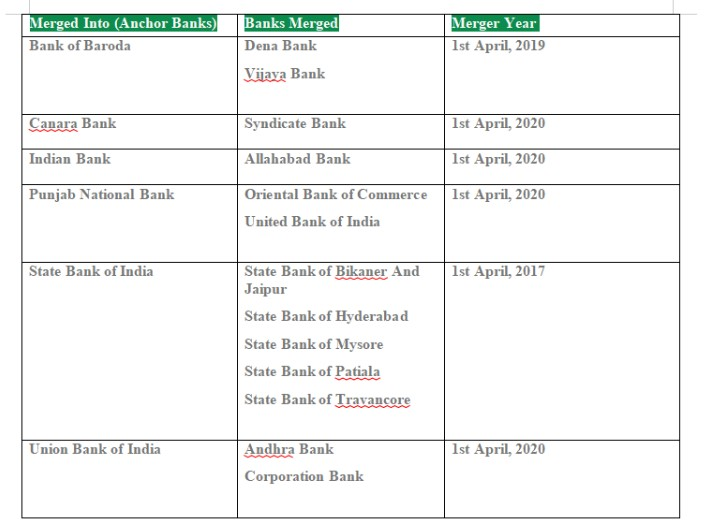 Merged Into (Anchor Banks) Banks Merged Merger Year
Bank of Baroda Dena Bank 1st April, 2019
Vijaya Bank
Canara Bank Syndicate Bank 1st April, 2020
Indian Bank Allahabad Bank 1st April, 2020
Punjab National Bank Oriental Bank of Commerce 1st April, 2020
United Bank of India
State Bank of India State Bank of Bikaner And 1st April, 2017
Jaipur
State Bank of Hyderabad
State Bank of Mysore
State Bank of Patiala
State Bank of Travancore
Union Bank of India Andhra Bank 1st April, 2020
Corporation Bank